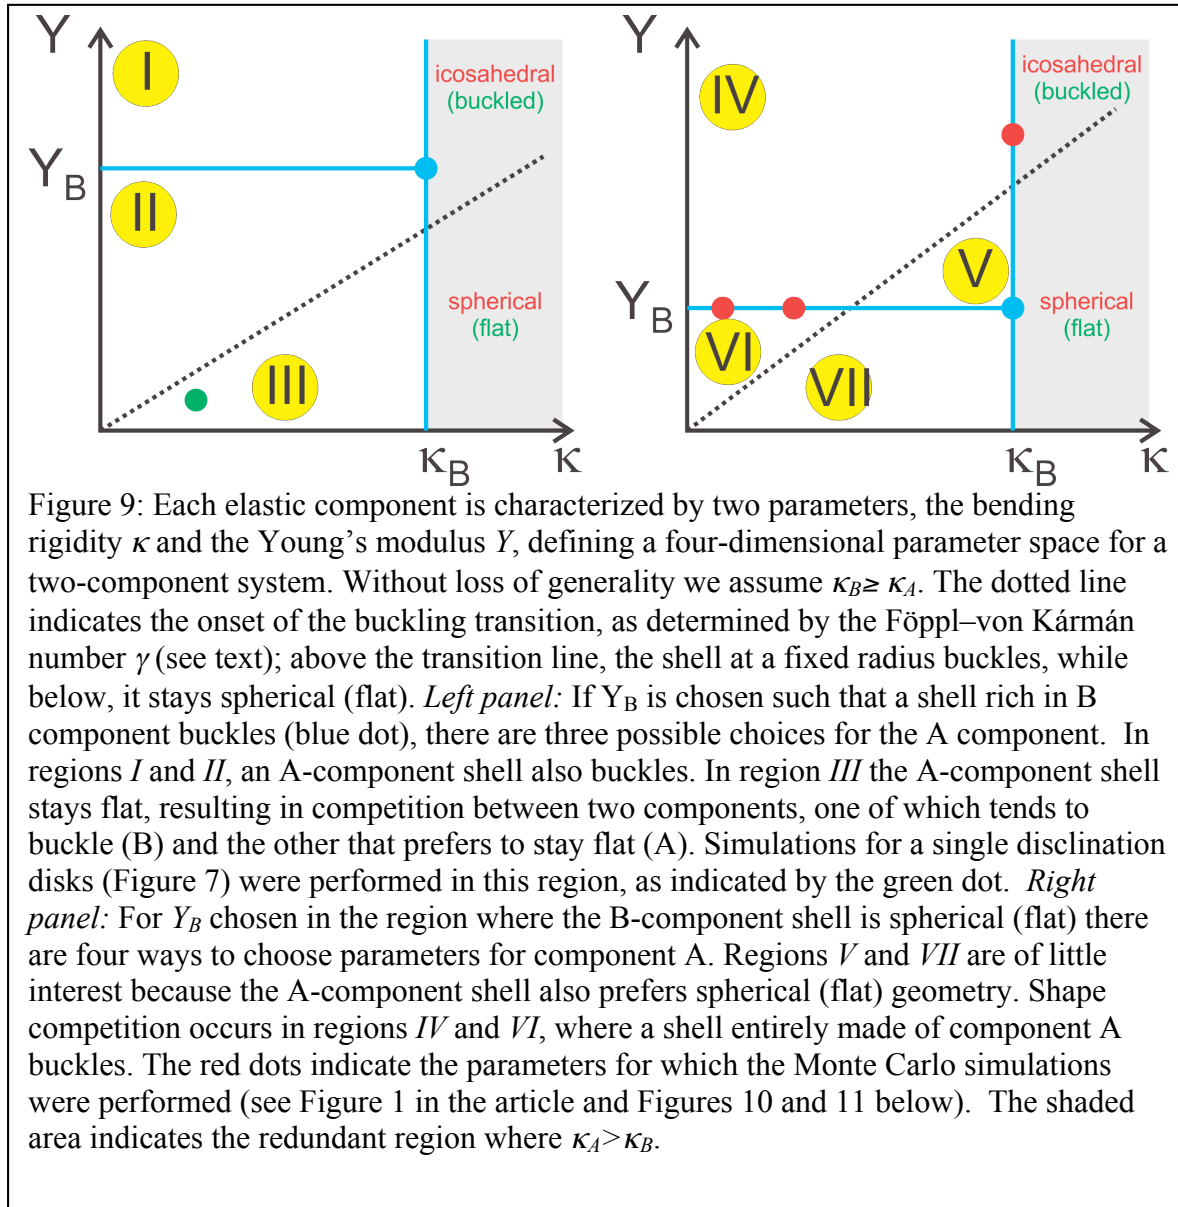 Y
I
icosahedral
(buckled)
Y_B
II
spherical
(flat)
III
κ_B
κ
Y
IV
icosahedral
(buckled)
V
Y_B
spherical
(flat)
VI
VII
κ_B
κ
Figure 9: Each elastic component is characterized by two parameters, the bending
rigidity κ and the Young’s modulus Y, defining a four-dimensional parameter space for a
two-component system. Without loss of generality we assume κ_B≥ κ_A. The dotted line
indicates the onset of the buckling transition, as determined by the Föppl–von Kármán
number γ (see text); above the transition line, the shell at a fixed radius buckles, while
below, it stays spherical (flat). Left panel: If Y_B is chosen such that a shell rich in B
component buckles (blue dot), there are three possible choices for the A component. In
regions I and II, an A-component shell also buckles. In region III the A-component shell
stays flat, resulting in competition between two components, one of which tends to
buckle (B) and the other that prefers to stay flat (A). Simulations for a single disclination
disks (Figure 7) were performed in this region, as indicated by the green dot. Right
panel: For Y_B chosen in the region where the B-component shell is spherical (flat) there
are four ways to choose parameters for component A. Regions V and VII are of little
interest because the A-component shell also prefers spherical (flat) geometry. Shape
competition occurs in regions IV and VI, where a shell entirely made of component A
buckles. The red dots indicate the parameters for which the Monte Carlo simulations
were performed (see Figure 1 in the article and Figures 10 and 11 below). The shaded
area indicates the redundant region where κ_A>κ_B.